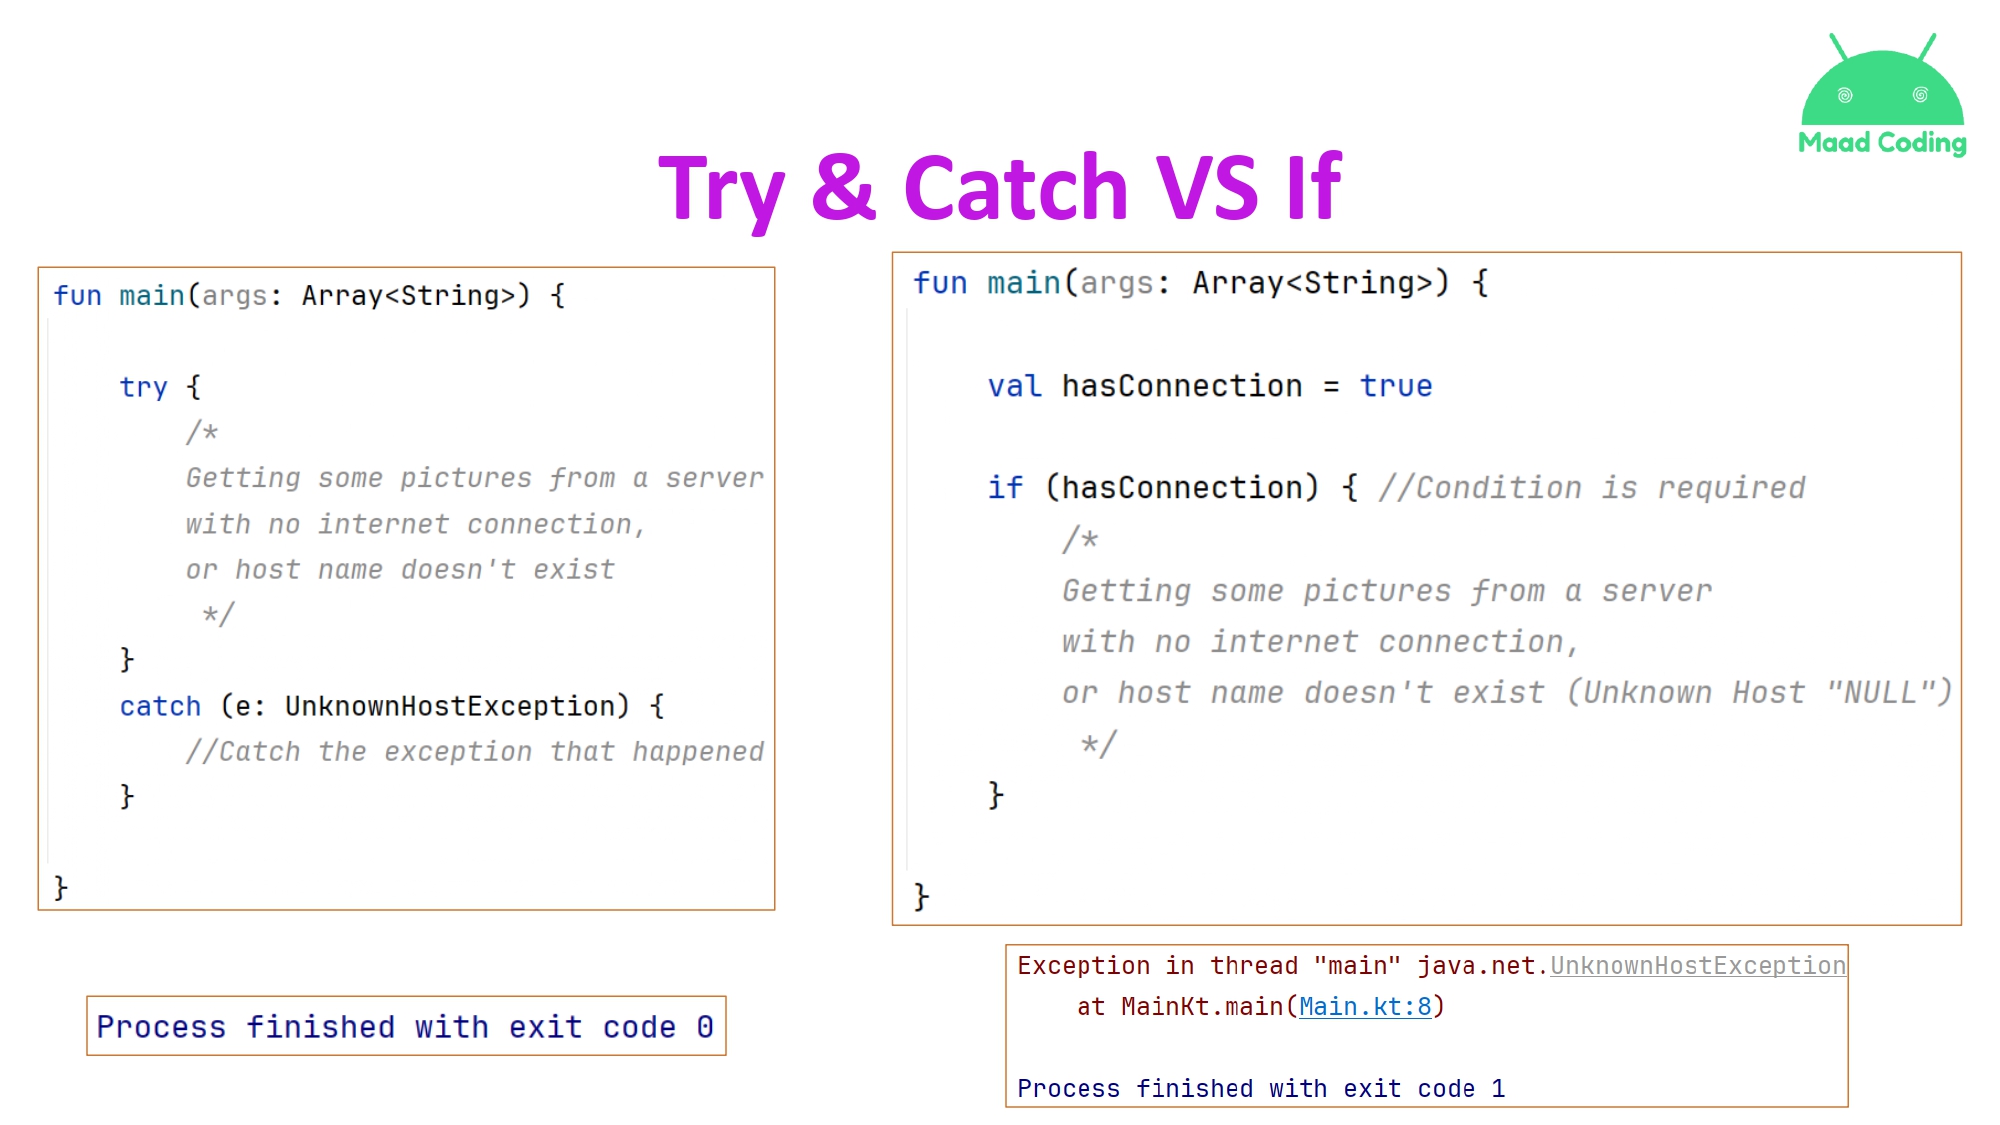 Maad Coding
Try & Catch VS If
fun main(args: Array<String>) {
try {
/*
Getting some pictures from a server
with no internet connection,
or host name doesn't exist
*/
}
catch (e: UnknownHostException) {
//Catch the exception that happened
}
}
Process finished with exit code 0
fun main(args: Array<String>) {
val hasConnection = true
if (hasConnection) { //Condition is required
/*
Getting some pictures from a server
with no internet connection,
or host name doesn't exist (Unknown Host "NULL")
*/
}
}
Exception in thread "main" java.net.UnknownHostException
at MainKt.main(Main.kt:8)
Process finished with exit code 1